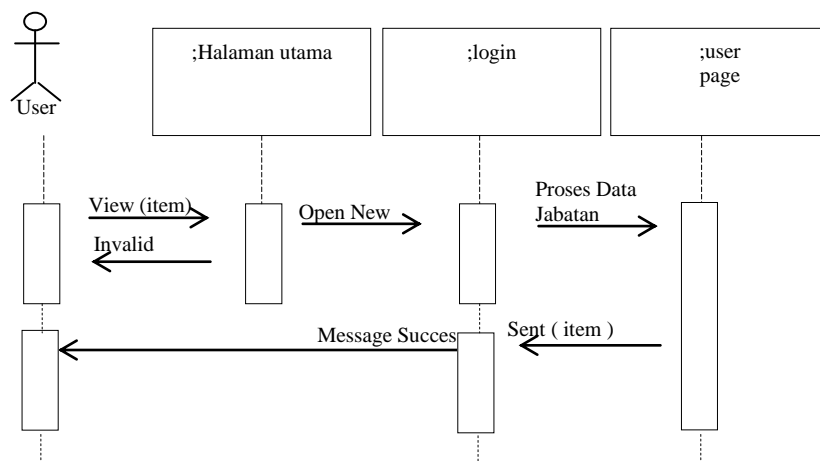 User
;Halaman utama
;login
;user
page
View (item)
Open New
Proses Data
Jabatan
Invalid
Sent ( item )
Message Succes